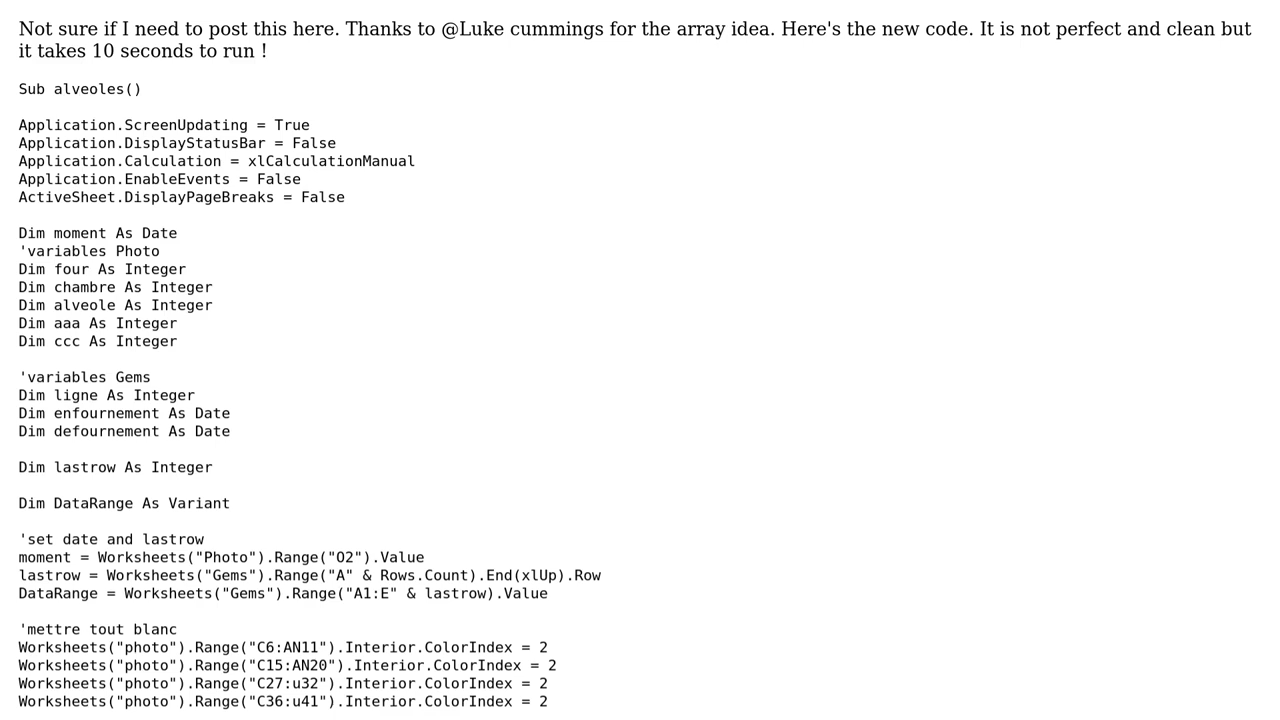 Not sure if I need to post this here. Thanks to @Luke cummings for the array idea. Here's the new code. It is not perfect and clean but
it takes 10 seconds to run !
Sub alveoles()
Application.ScreenUpdating = True
Application.DisplayStatusBar = False
Application.Calculation = xlCalculationManual
Application.EnableEvents = False
ActiveSheet.DisplayPageBreaks = False
Dim moment As Date
'variables Photo
Dim four As Integer
Dim chambre As Integer
Dim alveole As Integer
Dim aaa As Integer
Dim ccc As Integer
'variables Gems
Dim ligne As Integer
Dim enfournement As Date
Dim defournement As Date
Dim lastrow As Integer
Dim DataRange As Variant
'set date and lastrow
moment = Worksheets("Photo").Range("O2").Value
lastrow = Worksheets("Gems").Range("A" & Rows.Count).End(xlUp).Row
DataRange = Worksheets("Gems").Range("A1:E" & lastrow).Value
'mettre tout blanc
Worksheets("photo").Range("C6:AN11").Interior.ColorIndex = 2
Worksheets("photo").Range("C15:AN20").Interior.ColorIndex = 2
Worksheets("photo").Range("C27:u32").Interior.ColorIndex = 2
Worksheets("photo").Range("C36:u41").Interior.ColorIndex = 2